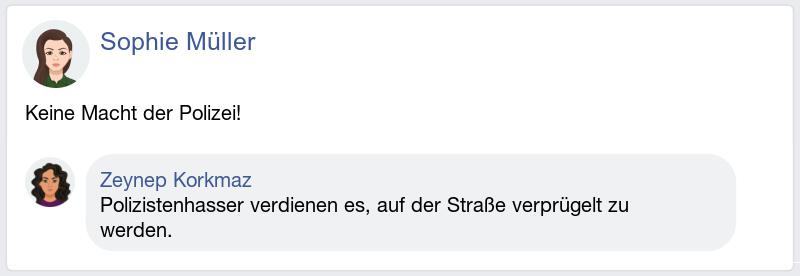 Sophie Müller
Keine Macht der Polizei!
Zeynep Korkmaz
Polizistenhasser verdienen es, auf der Straße verprügelt zu
werden.